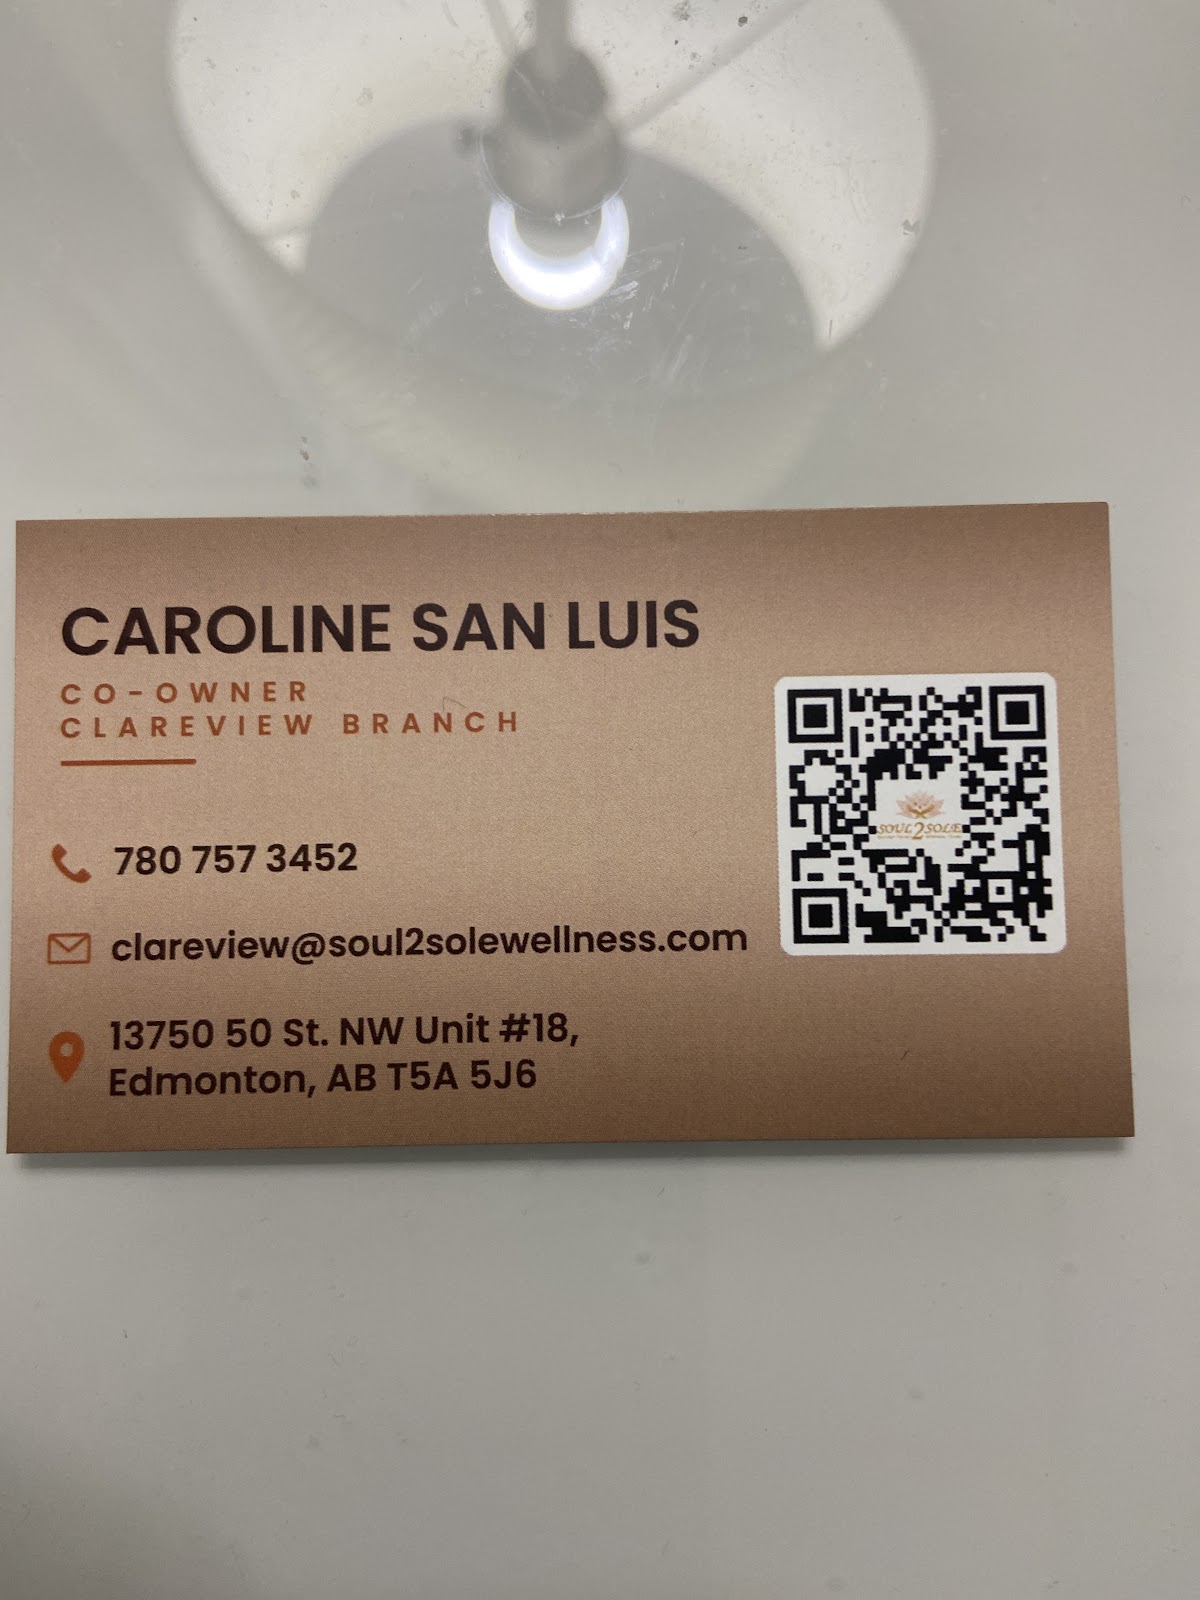 CAROLINE SAN LUIS
CO-OWNER
CLAREVIEW BRANCH
780 757 3452
clareview@soul2solewellness.com
13750 50 St. NW Unit #18,
Edmonton, AB T5A 5J6
SOUL2SOLE